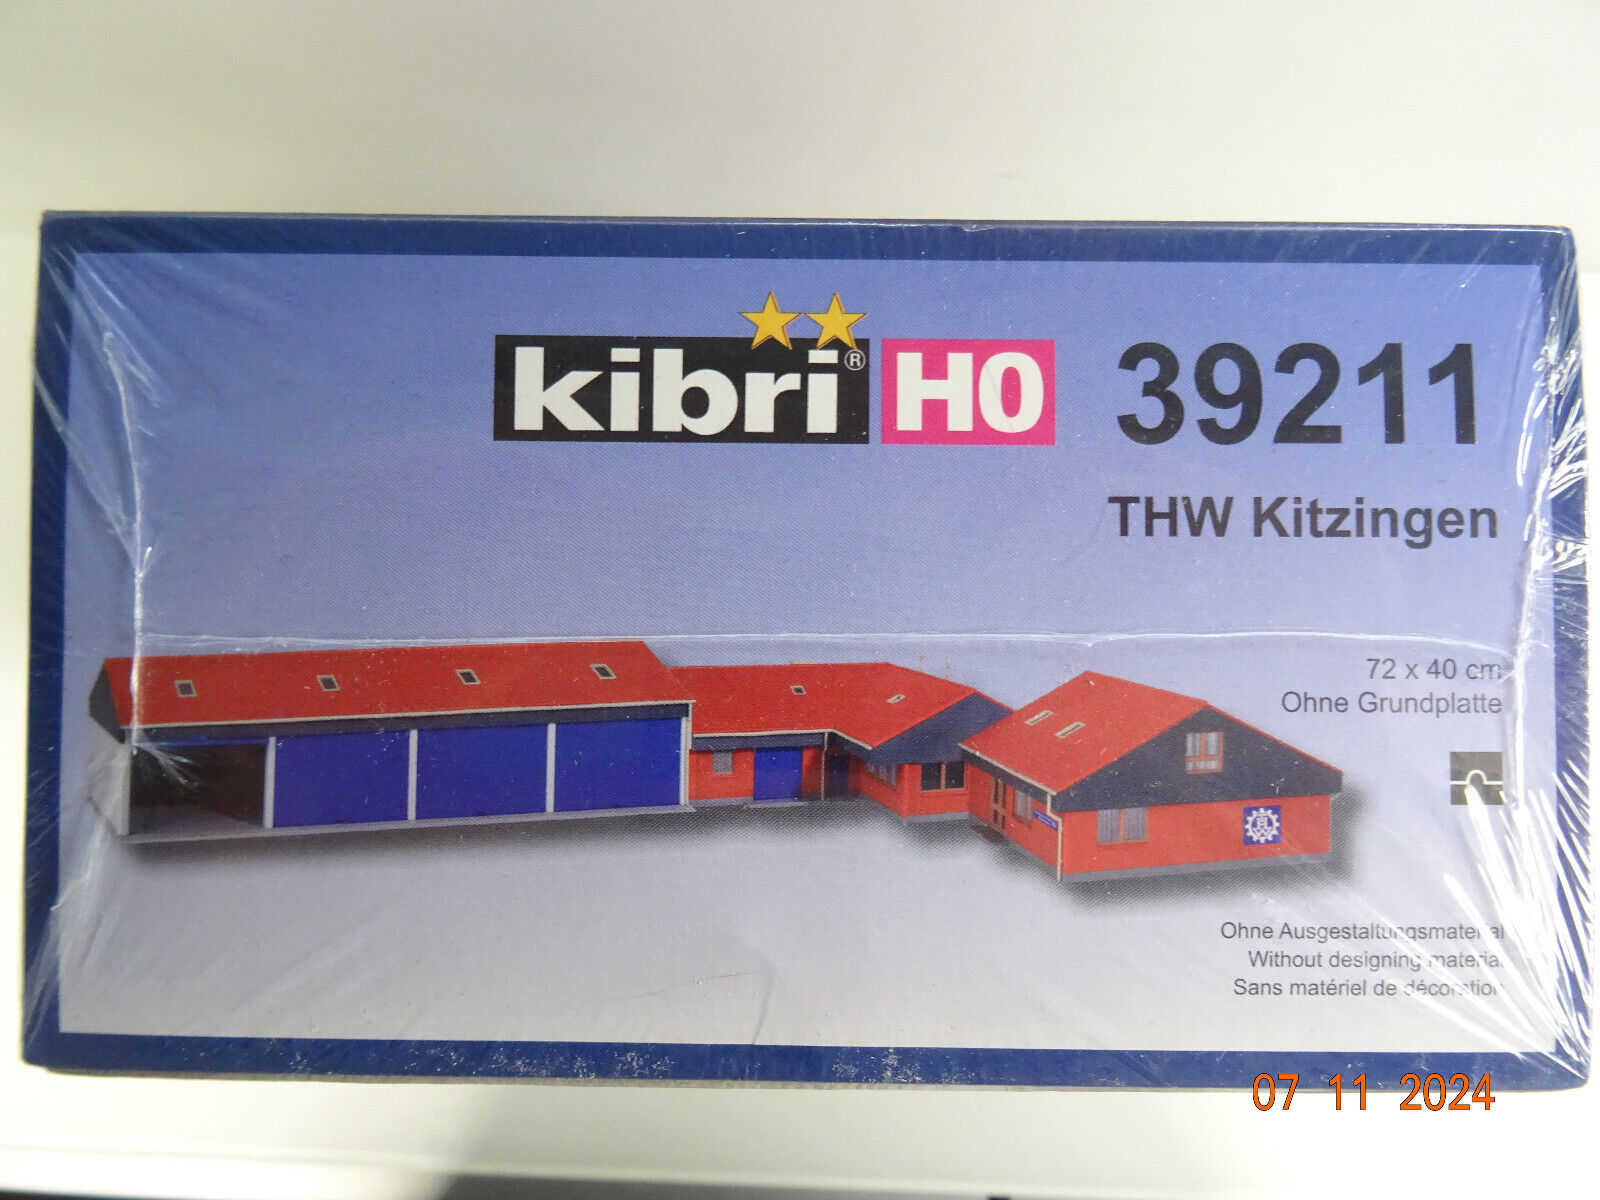 kibri® H0 39211
THW Kitzingen
72 x 40 cm
Ohne Grundplatte
Ohne Ausgestaltungsmaterial
Without designing material
Sans matériel de décoration
07 11 2024